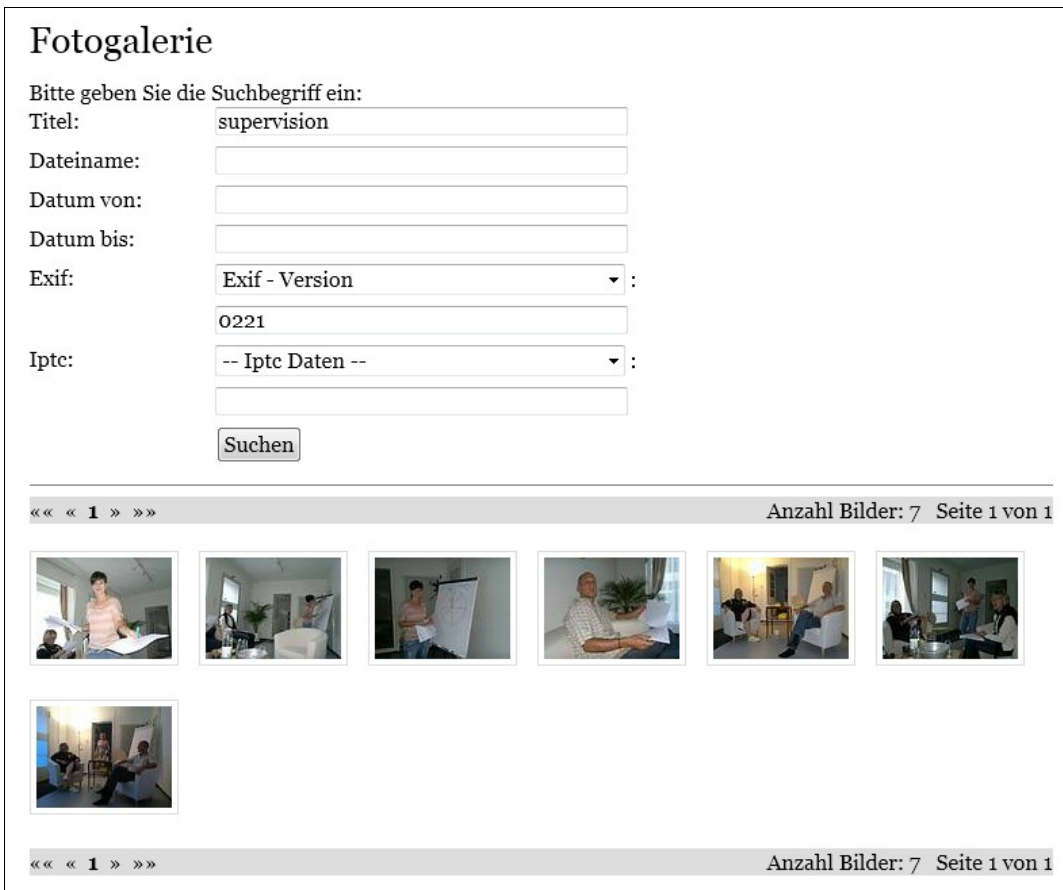 Fotogalerie
Bitte geben Sie die Suchbegriff ein:
Titel: supervision
Dateiname:
Datum von:
Datum bis:
Exif: Exif - Version :
0221
Iptc: -- Iptc Daten -- :
Suchen
«« « 1 » »» Anzahl Bilder: 7 Seite 1 von 1
«« « 1 » »» Anzahl Bilder: 7 Seite 1 von 1